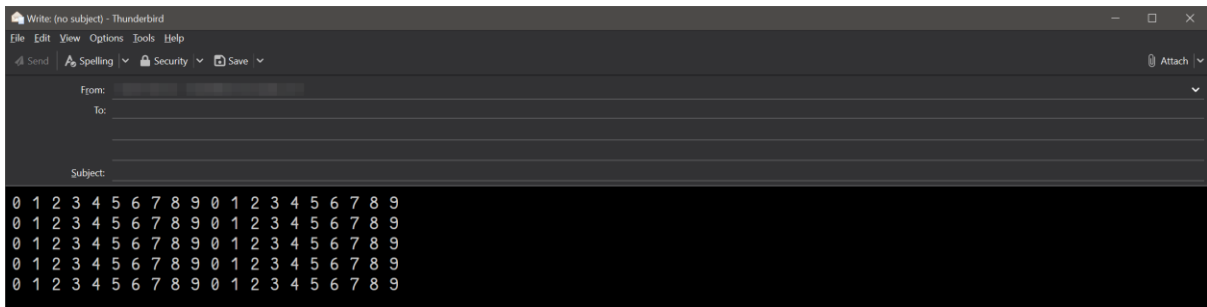 Write: (no subject) - Thunderbird
File Edit View Options Tools Help
Send Spelling Security Save Attach
From:
To:
Subject:
0 1 2 3 4 5 6 7 8 9 0 1 2 3 4 5 6 7 8 9
0 1 2 3 4 5 6 7 8 9 0 1 2 3 4 5 6 7 8 9
0 1 2 3 4 5 6 7 8 9 0 1 2 3 4 5 6 7 8 9
0 1 2 3 4 5 6 7 8 9 0 1 2 3 4 5 6 7 8 9
0 1 2 3 4 5 6 7 8 9 0 1 2 3 4 5 6 7 8 9